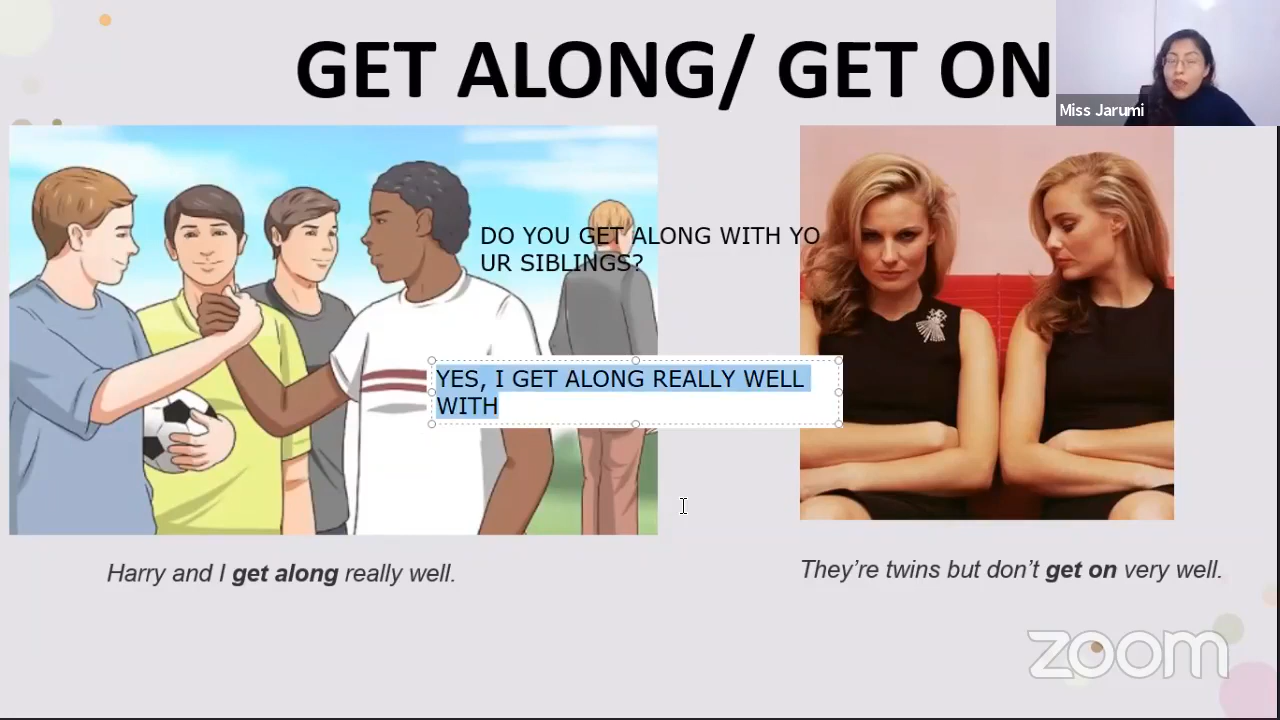 GET ALONG/ GET ON
Miss Jarumi
DO YOU GET ALONG WITH YO
UR SIBLINGS?
YES, I GET ALONG REALLY WELL
WITH
Harry and I get along really well.
They're twins but don't get on very well.
zoom